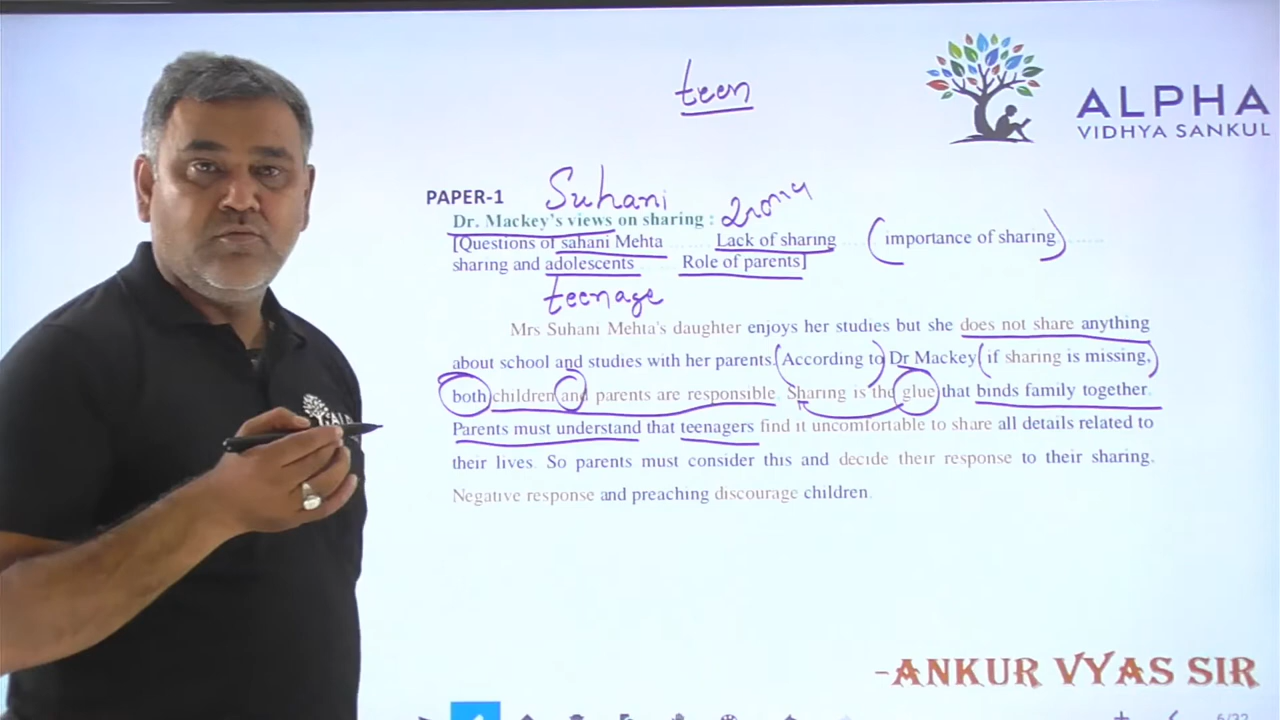 teen
ALPHA
VIDHYA SANKUL
PAPER-1
Suhani
Dr. Mackey's views on sharing :
[Questions of sahani Mehta ...... Lack of sharing ...... importance of sharing ......
sharing and adolescents ...... Role of parents]
teenage
Mrs Suhani Mehta's daughter enjoys her studies but she does not share anything
about school and studies with her parents. According to Dr Mackey if sharing is missing,
both children and parents are responsible. Sharing is the glue that binds family together.
Parents must understand that teenagers find it uncomfortable to share all details related to
their lives. So parents must consider this and decide their response to their sharing.
Negative response and preaching discourage children.
-ANKUR VYAS SIR
6/22